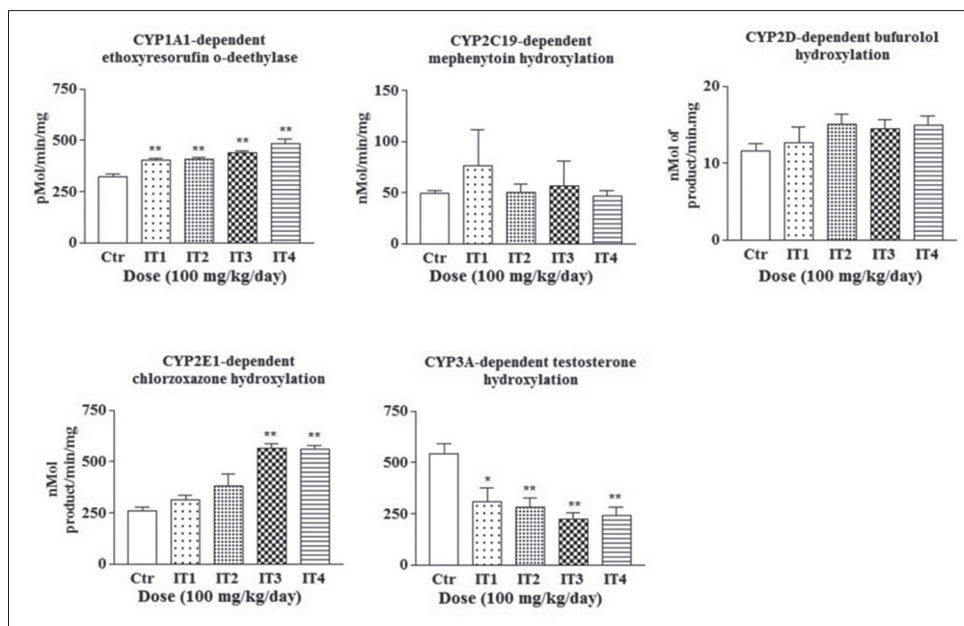 CYP1A1-dependent
ethoxyresorufin o-deethylase
pMol/min/mg
750
500
250
0
**
**
**
**
Ctr IT1 IT2 IT3 IT4
Dose (100 mg/kg/day)
CYP2C19-dependent
mephenytoin hydroxylation
nMol/min/mg
150
100
50
0
Ctr IT1 IT2 IT3 IT4
Dose (100 mg/kg/day)
CYP2D-dependent bufurolol
hydroxylation
nMol of
product/min.mg
20
10
0
Ctr IT1 IT2 IT3 IT4
Dose (100 mg/kg/day)
CYP2E1-dependent
chlorzoxazone hydroxylation
nMol
product/min/mg
750
500
250
0
**
**
Ctr IT1 IT2 IT3 IT4
Dose (100 mg/kg/day)
CYP3A-dependent testosterone
hydroxylation
750
500
250
0
*
**
**
**
Ctr IT1 IT2 IT3 IT4
Dose (100 mg/kg/day)